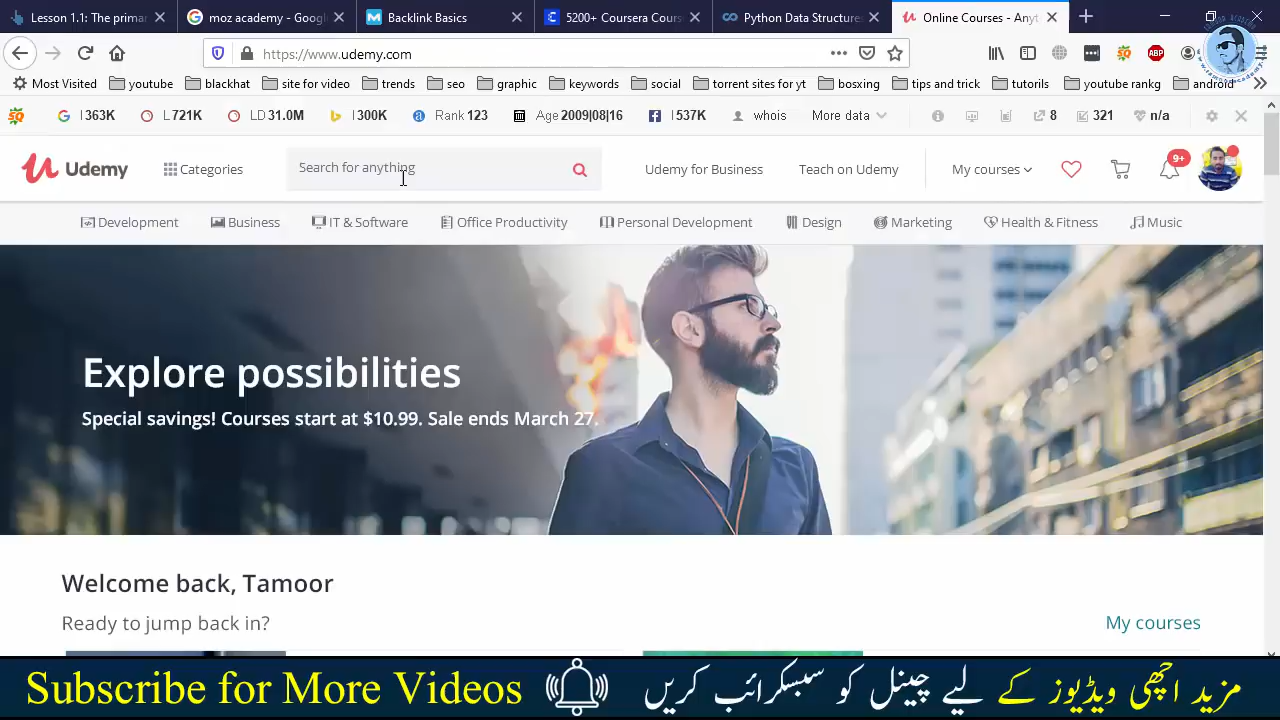 Lesson 1.1: The primar
moz academy - Googl
Backlink Basics
5200+ Coursera Cours
Python Data Structures
Online Courses - Anyt
https://www.udemy.com
Most Visited youtube blackhat site for video trends seo graphi keywords social torrent sites for y boxxing tips and trick tutorils youtube rankg android
I 363K L 721K LD 31.0M I 300K Rank 123 Age 2009|08|16 I 537K whois More data 8 321 n/a
Udemy Categories Search for anything Udemy for Business Teach on Udemy My courses 9+
Development Business IT & Software Office Productivity Personal Development Design Marketing Health & Fitness Music
Explore possibilities
Special savings! Courses start at $10.99. Sale ends March 27.
Welcome back, Tamoor
Ready to jump back in? My courses
Subscribe for More Videos مزید اچھی ویڈیوز کے لیے چینل کو سبسکرائب کریں